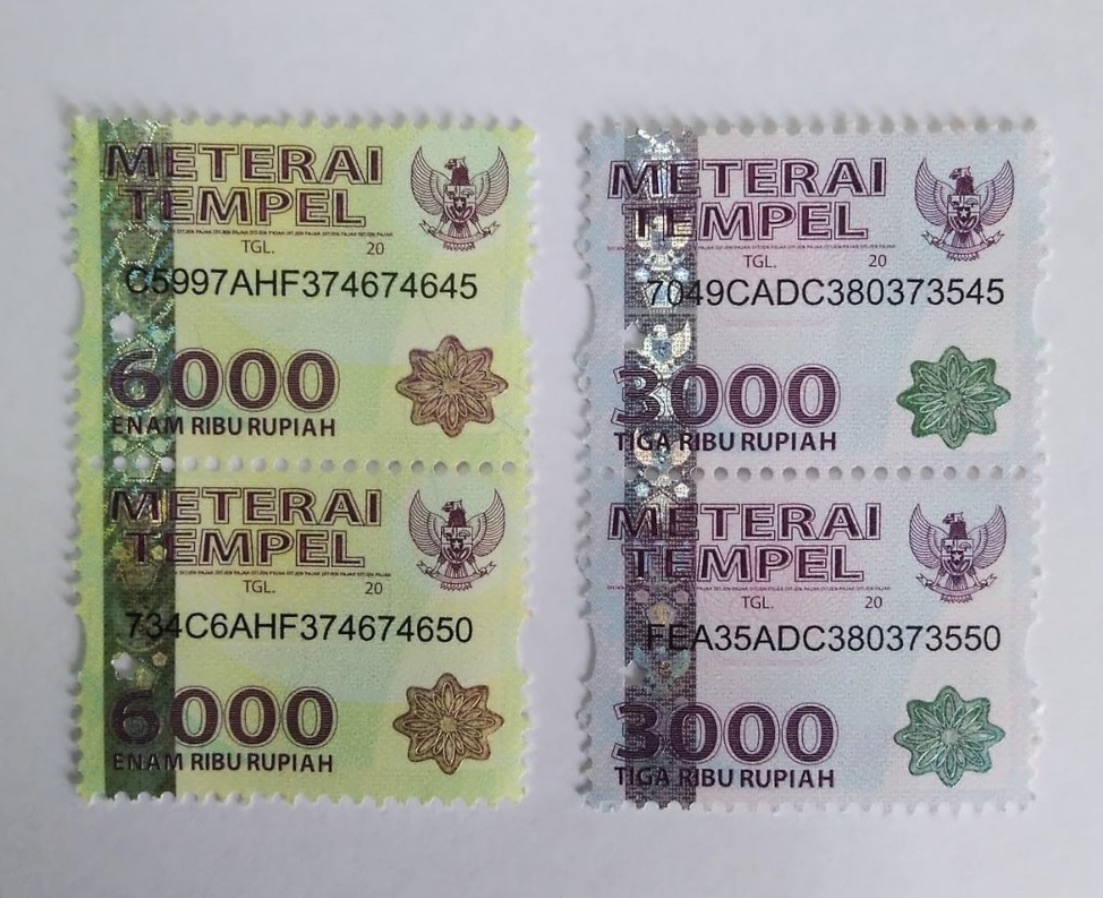 METERAI
TEMPEL
TGL. 20
C5997AHF374674645
6000
ENAM RIBU RUPIAH
METERAI
TEMPEL
TGL. 20
734C6AHF374674650
6000
ENAM RIBU RUPIAH
METERAI
TEMPEL
TGL. 20
7049CADC380373545
3000
TIGA RIBU RUPIAH
METERAI
TEMPEL
TGL. 20
FEA35ADC380373550
3000
TIGA RIBU RUPIAH